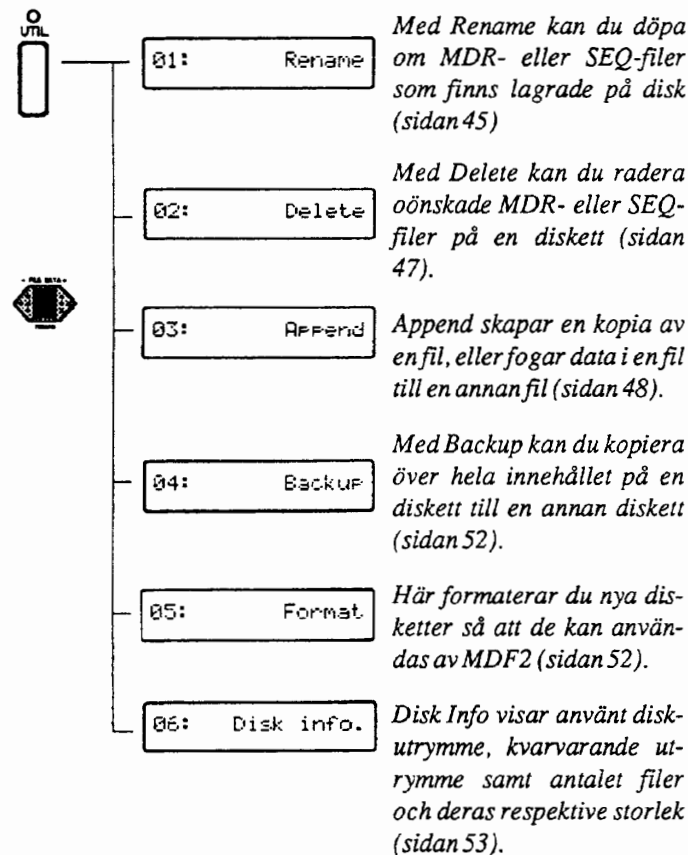 UTIL
01: Rename
Med Rename kan du döpa
om MDR- eller SEQ-filer
som finns lagrade på disk
(sidan 45)
02: Delete
Med Delete kan du radera
oönskade MDR- eller SEQ-
filer på en diskett (sidan
47).
03: Append
Append skapar en kopia av
en fil, eller fogar data i en fil
till en annan fil (sidan 48).
04: Backup
Med Backup kan du kopiera
över hela innehållet på en
diskett till en annan diskett
(sidan 52).
05: Format
Här formaterar du nya dis-
ketter så att de kan använ-
das av MDF2 (sidan 52).
06: Disk info.
Disk Info visar använt disk-
utrymme, kvarvarande ut-
rymme samt antalet filer
och deras respektive storlek
(sidan 53).